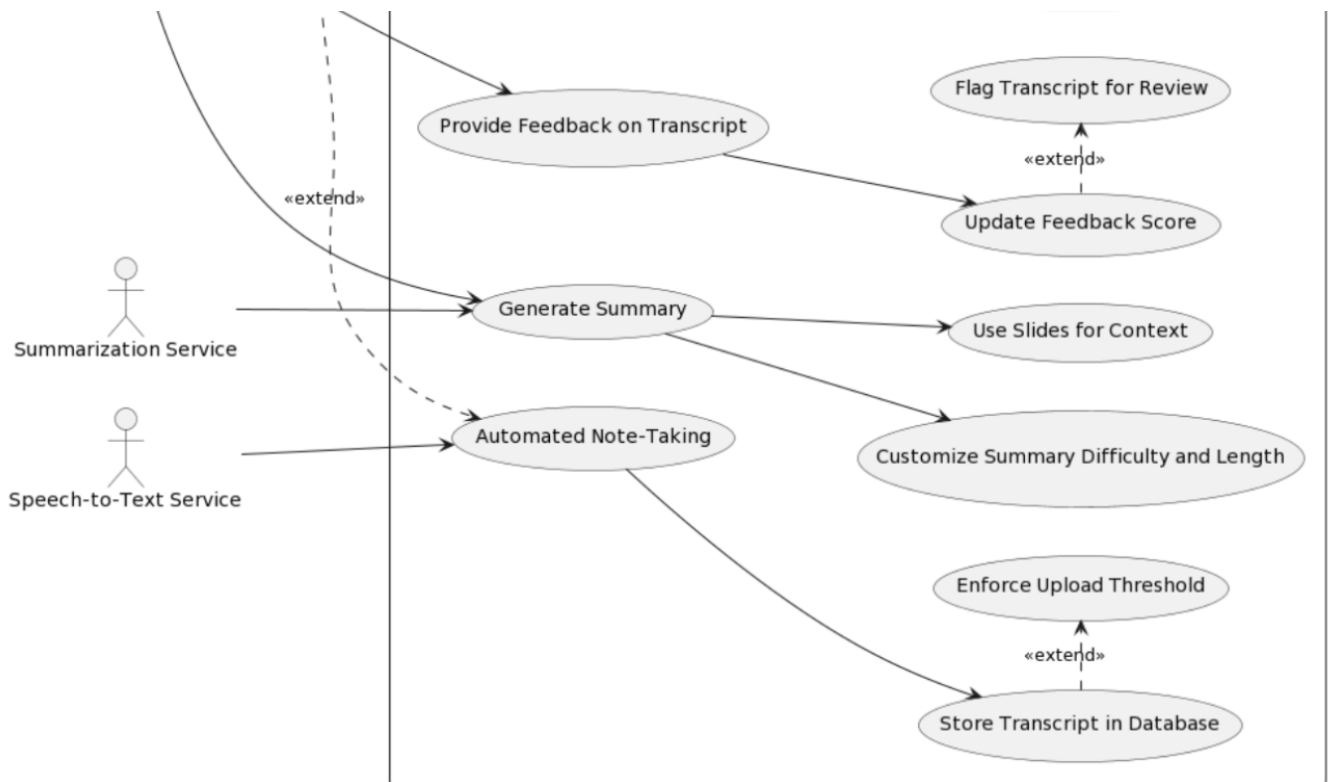 Flag Transcript for Review
Provide Feedback on Transcript
«extend»
«extend»
Update Feedback Score
Generate Summary
Use Slides for Context
Summarization Service
Automated Note-Taking
Customize Summary Difficulty and Length
Speech-to-Text Service
Enforce Upload Threshold
«extend»
Store Transcript in Database